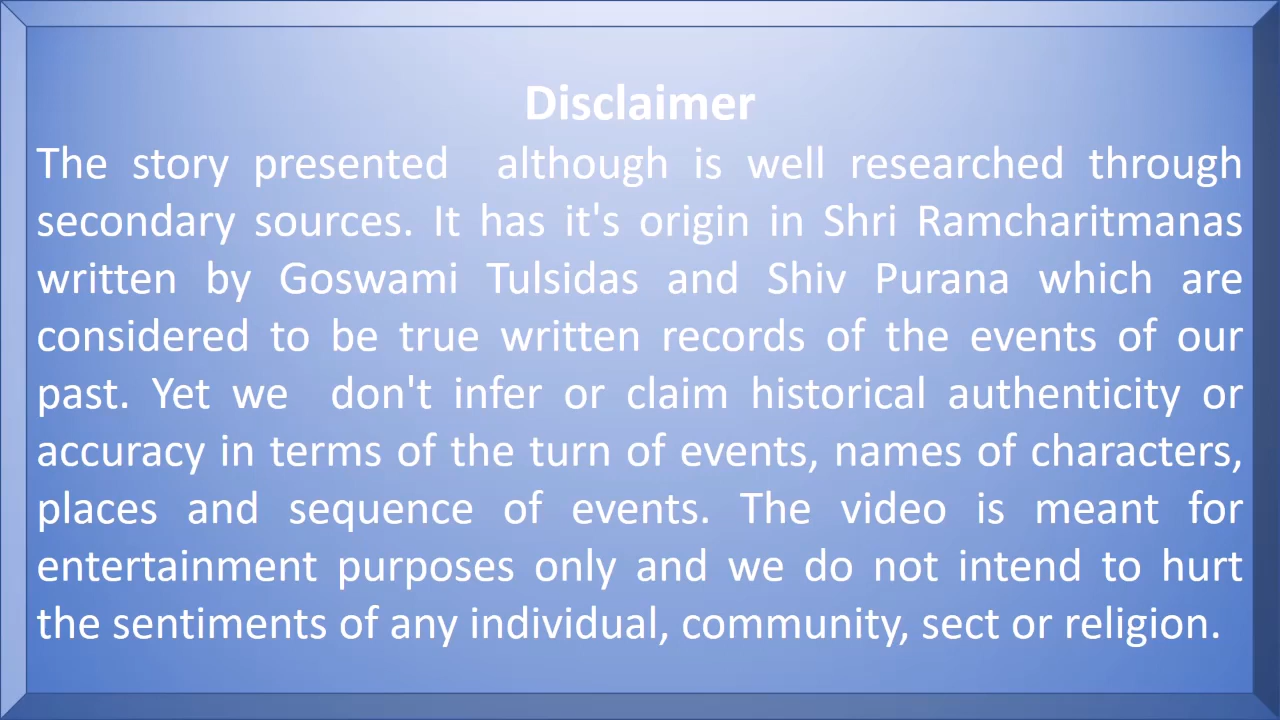 Disclaimer
The story presented  although is well researched through
secondary sources. It has it's origin in Shri Ramcharitmanas
written by Goswami Tulsidas and Shiv Purana which are
considered to be true written records of the events of our
past. Yet we  don't infer or claim historical authenticity or
accuracy in terms of the turn of events, names of characters,
places and sequence of events. The video is meant for
entertainment purposes only and we do not intend to hurt
the sentiments of any individual, community, sect or religion.